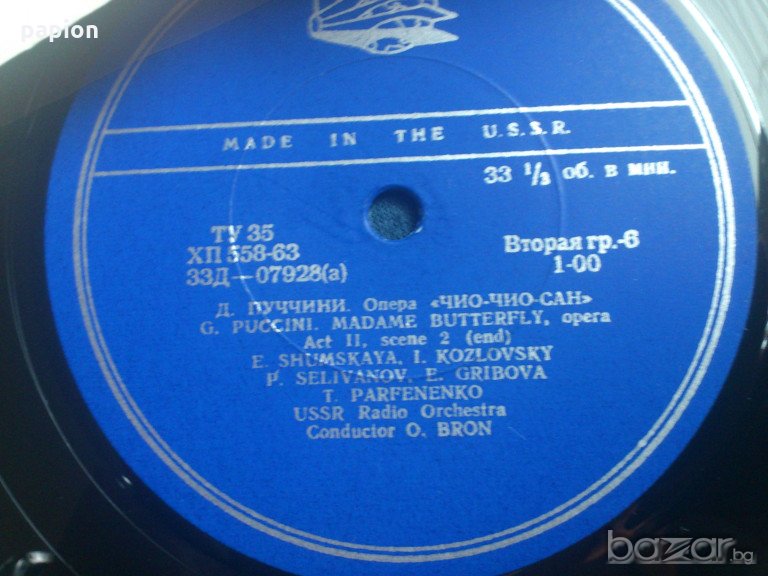 papion
MADE IN THE U.S.S.R.
33 1/3 об. в мин.
ТУ 35
ХП 558-63
33Д—07928(а)
Вторая гр.-6
1-00
Д. ПУЧЧИНИ. Опера «ЧИО-ЧИО-САН»
G. PUCCINI. MADAME BUTTERFLY, opera
Act II, scene 2 (end)
E. SHUMSKAYA, I. KOZLOVSKY
P. SELIVANOV, E. GRIBOVA
T. PARFENENKO
USSR Radio Orchestra
Conductor O. BRON
bazar.bg